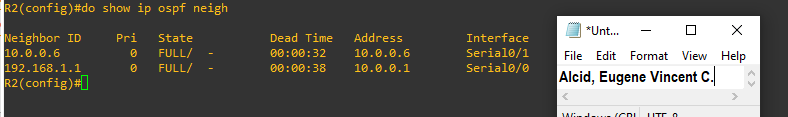 R2(config)#do show ip ospf neigh
Neighbor ID Pri State Dead Time Address Interface
10.0.0.6 0 FULL/ - 00:00:32 10.0.0.6 Serial0/1
192.168.1.1 0 FULL/ - 00:00:38 10.0.0.1 Serial0/0
R2(config)#
*Unt...
File Edit Format View Help
Alcid, Eugene Vincent C.